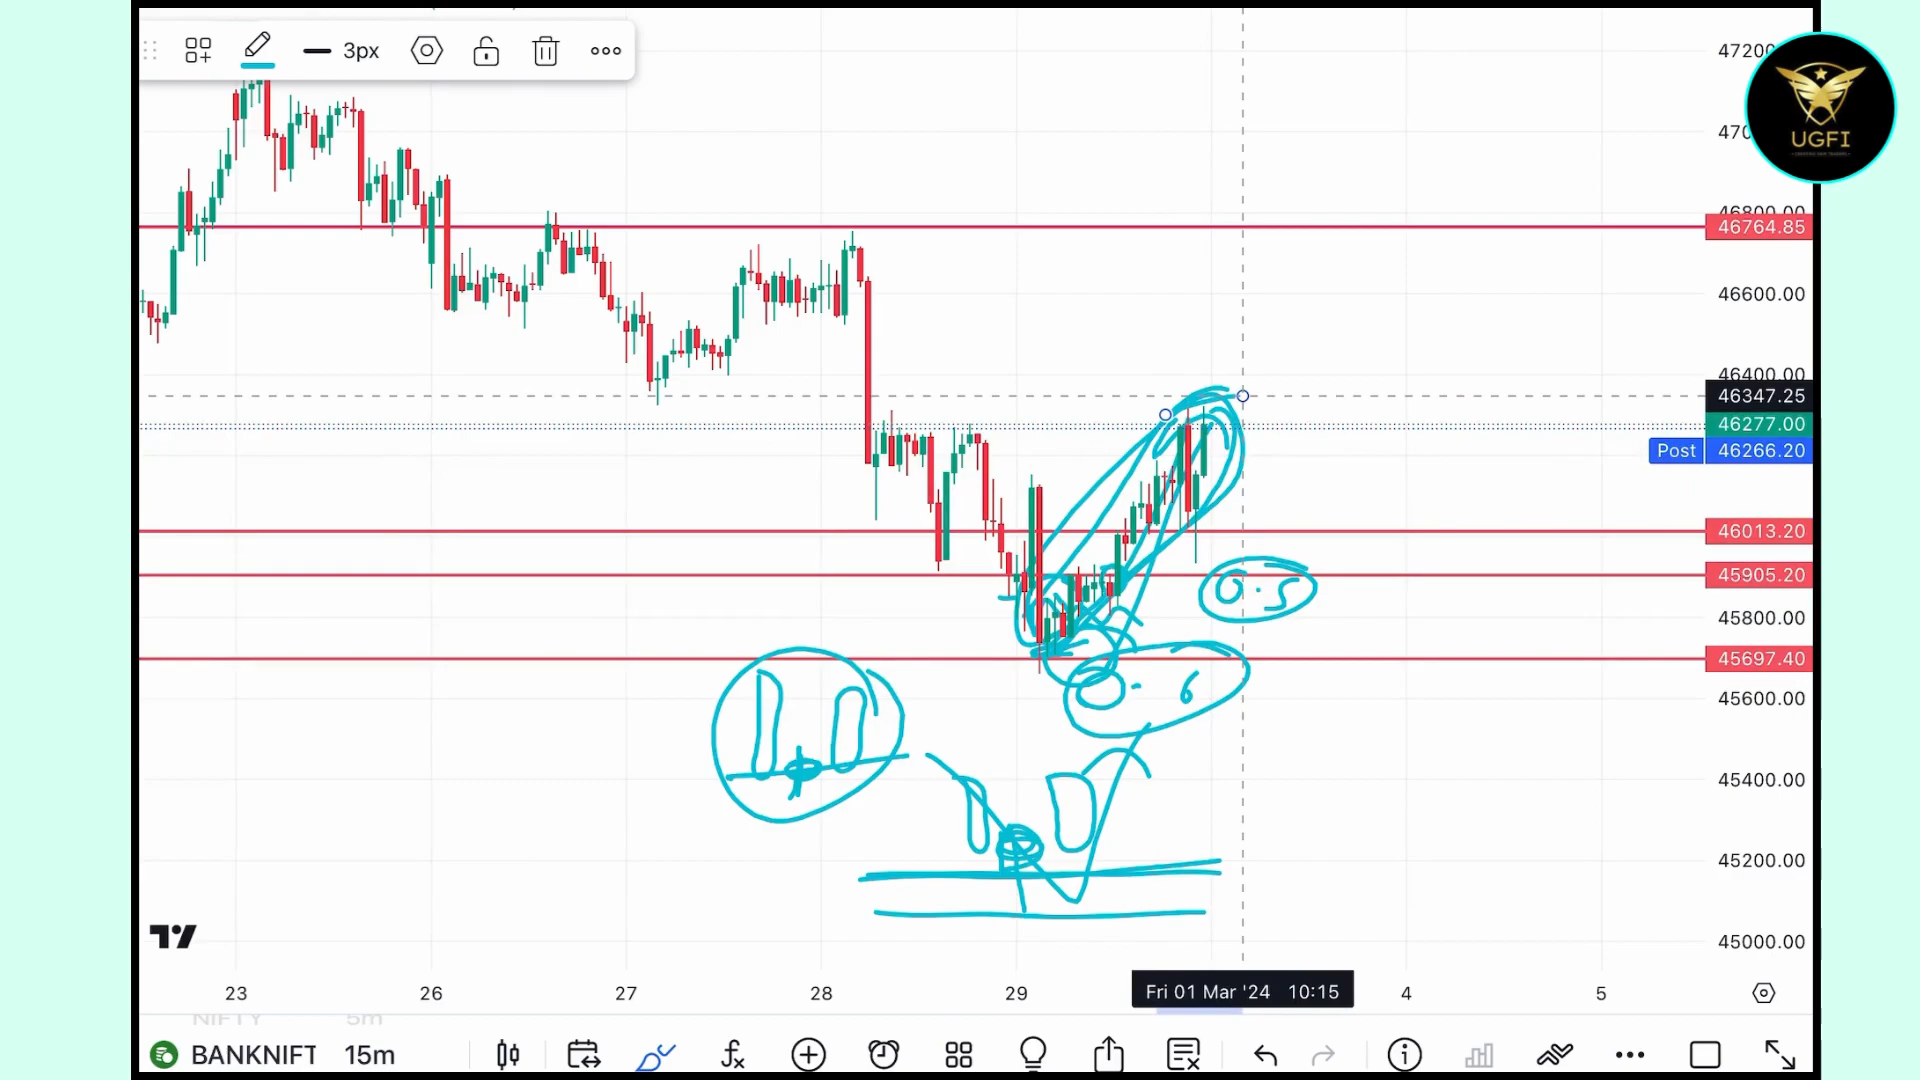 3px
47200
UGFI
46800.00
46764.85
46600.00
46400.00
46347.25
46277.00
Post 46266.20
46013.20
45905.20
0.5
45800.00
45697.40
0.6
45600.00
45400.00
45200.00
45000.00
23 26 27 28 29 Fri 01 Mar '24 10:15 4 5
NIFTY 5m
BANKNIFT 15m